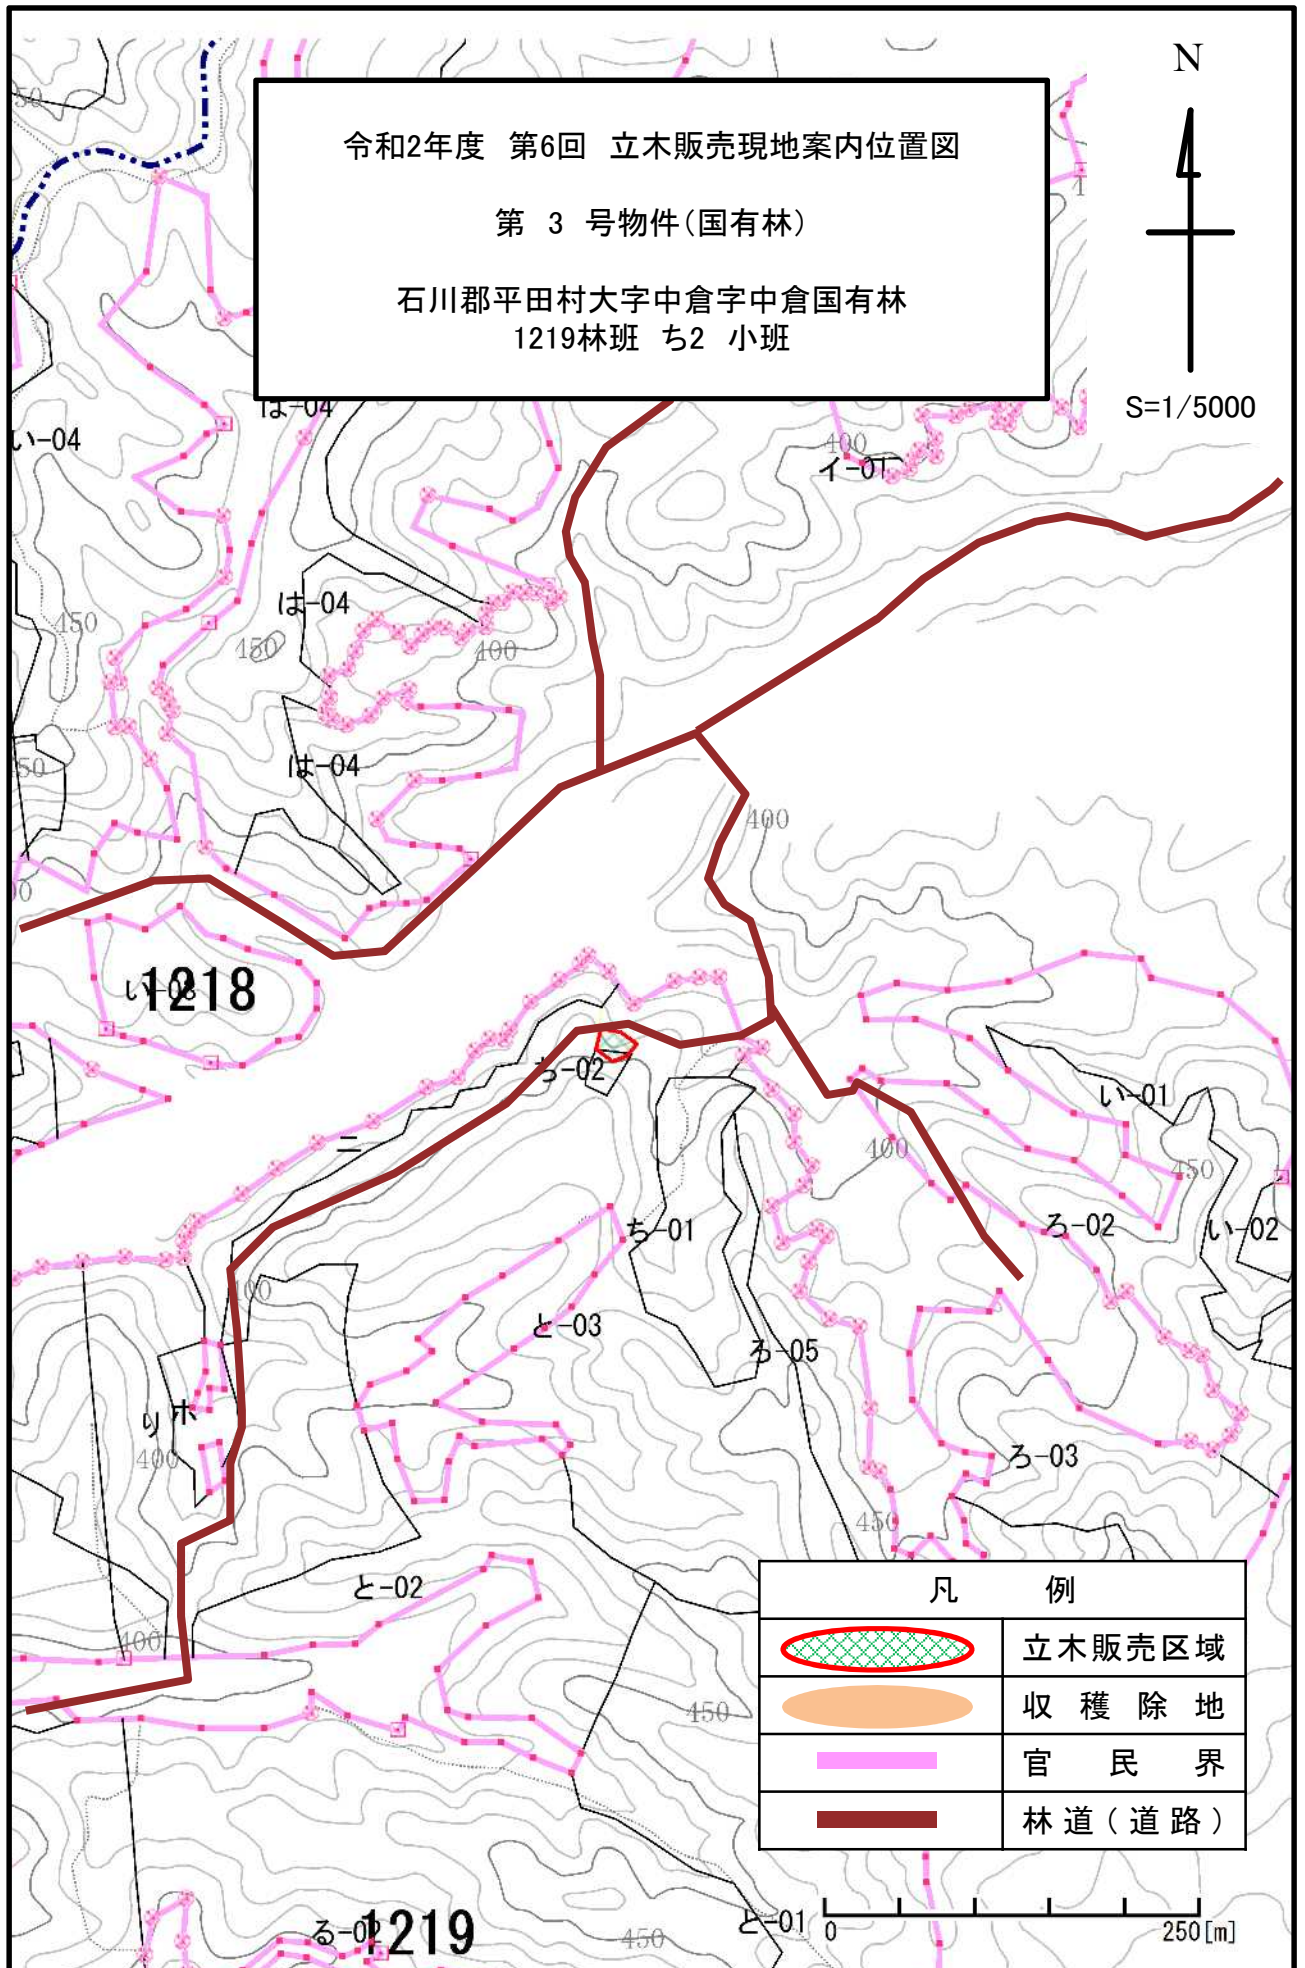 令和2年度　第6回　立木販売現地案内位置図
第　3　号物件（国有林）
石川郡平田村大字中倉字中倉国有林
1219林班　ち2　小班
N
S=1/5000
は-04
い-04
400
イ-01
は-04
450
450
400
は-04
400
1218
ち-02
い-01
400
450
ニ
ち-01
ろ-02
い-02
と-03
ろ-05
り
ホ
400
ろ-03
450
と-02
400
450
凡　例
立木販売区域
収穫除地
官民界
林道（道路）
と-01
0
250[m]
る-02
1219
450